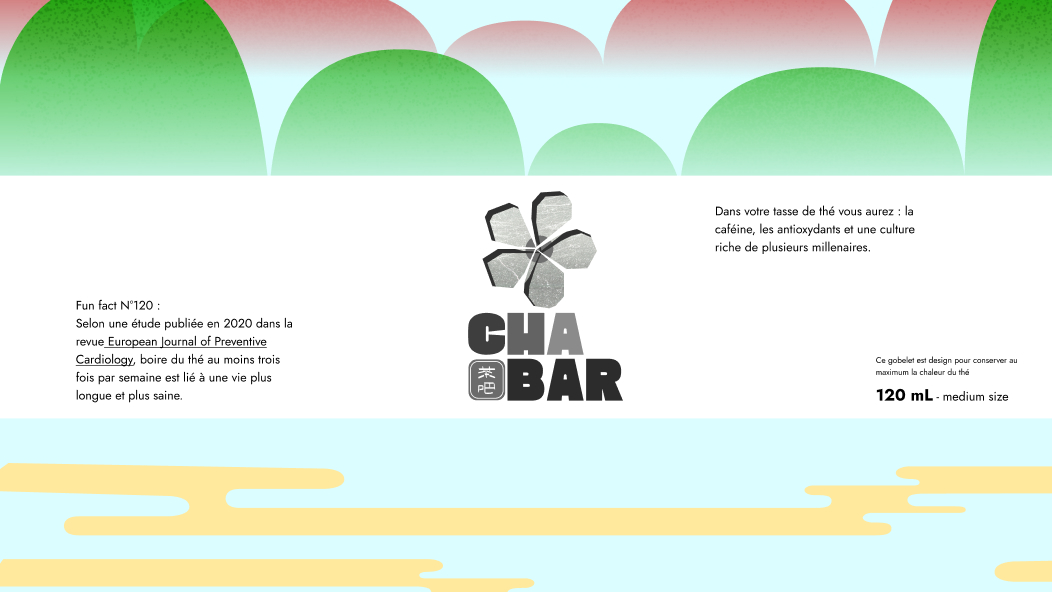 Fun fact N°120 :
Selon une étude publiée en 2020 dans la
revue European Journal of Preventive
Cardiology, boire du thé au moins trois
fois par semaine est lié à une vie plus
longue et plus saine.
CHA
茶吧 BAR
Dans votre tasse de thé vous aurez : la
caféine, les antioxydants et une culture
riche de plusieurs millenaires.
Ce gobelet est design pour conserver au
maximum la chaleur du thé
120 mL - medium size